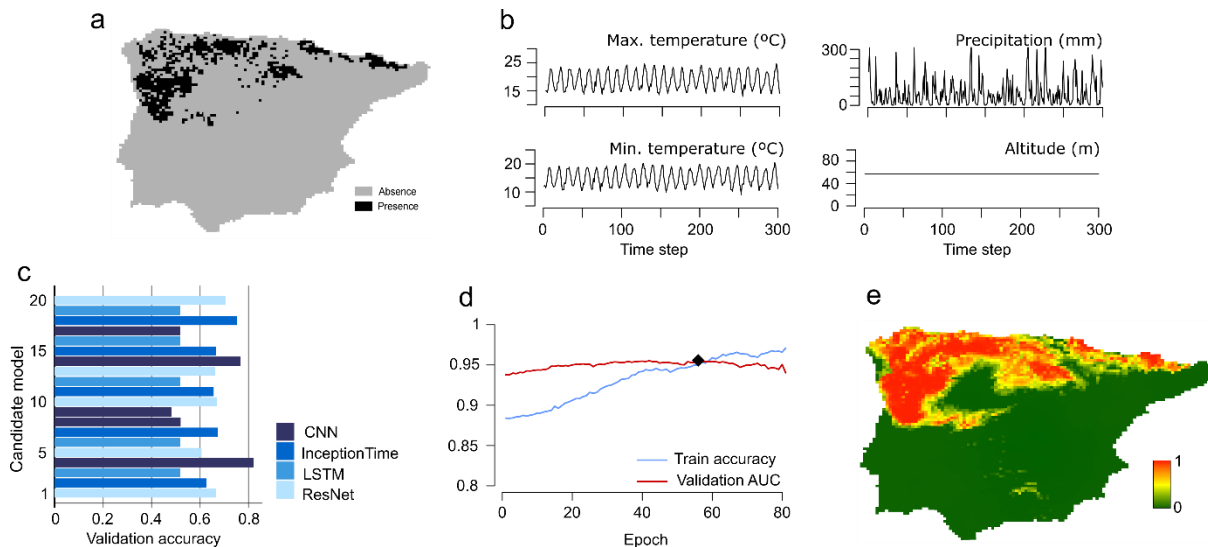 a
Absence
Presence
b
Max. temperature (ºC)
25
15
Min. temperature (ºC)
20
10
0
100
200
300
Time step
Precipitation (mm)
300
0
Altitude (m)
80
40
0
0
100
200
300
Time step
c
Candidate model
20
15
10
5
1
0
0.2
0.4
0.6
0.8
Validation accuracy
CNN
InceptionTime
LSTM
ResNet
d
1
0.95
0.9
0.85
0.8
0
20
40
60
80
Epoch
Train accuracy
Validation AUC
e
1
0